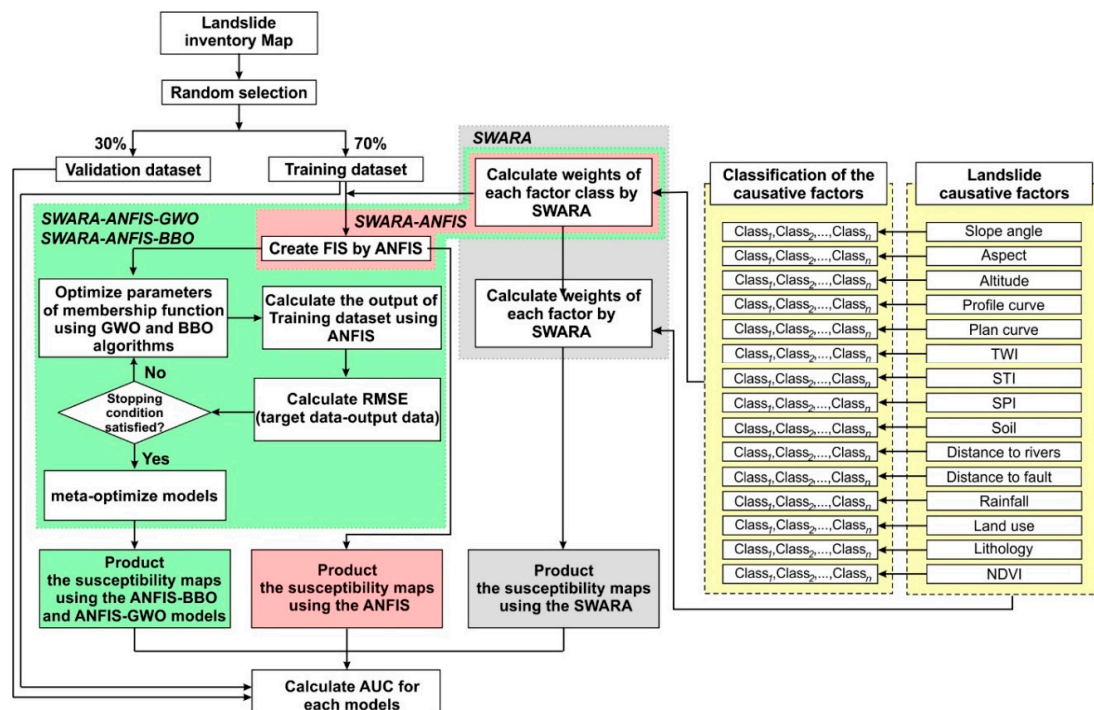 Landslide
inventory Map
Random selection
30%
70%
Validation dataset
Training dataset
SWARA
Calculate weights of
each factor class by
SWARA
SWARA-ANFIS-GWO
SWARA-ANFIS-BBO
SWARA-ANFIS
Create FIS by ANFIS
Optimize parameters
of membership function
using GWO and BBO
algorithms
Calculate the output of
Training dataset using
ANFIS
Calculate weights of
each factor by
SWARA
No
Stopping
condition
satisfied?
Calculate RMSE
(target data-output data)
Yes
meta-optimize models
Product
the susceptibility maps
using the ANFIS-BBO
and ANFIS-GWO models
Product
the susceptibility maps
using the ANFIS
Product
the susceptibility maps
using the SWARA
Calculate AUC for
each models
Classification of the
causative factors
Landslide
causative factors
Class1,Class2,...,Classn
Slope angle
Class1,Class2,...,Classn
Aspect
Class1,Class2,...,Classn
Altitude
Class1,Class2,...,Classn
Profile curve
Class1,Class2,...,Classn
Plan curve
Class1,Class2,...,Classn
TWI
Class1,Class2,...,Classn
STI
Class1,Class2,...,Classn
SPI
Class1,Class2,...,Classn
Soil
Class1,Class2,...,Classn
Distance to rivers
Class1,Class2,...,Classn
Distance to fault
Class1,Class2,...,Classn
Rainfall
Class1,Class2,...,Classn
Land use
Class1,Class2,...,Classn
Lithology
Class1,Class2,...,Classn
NDVI